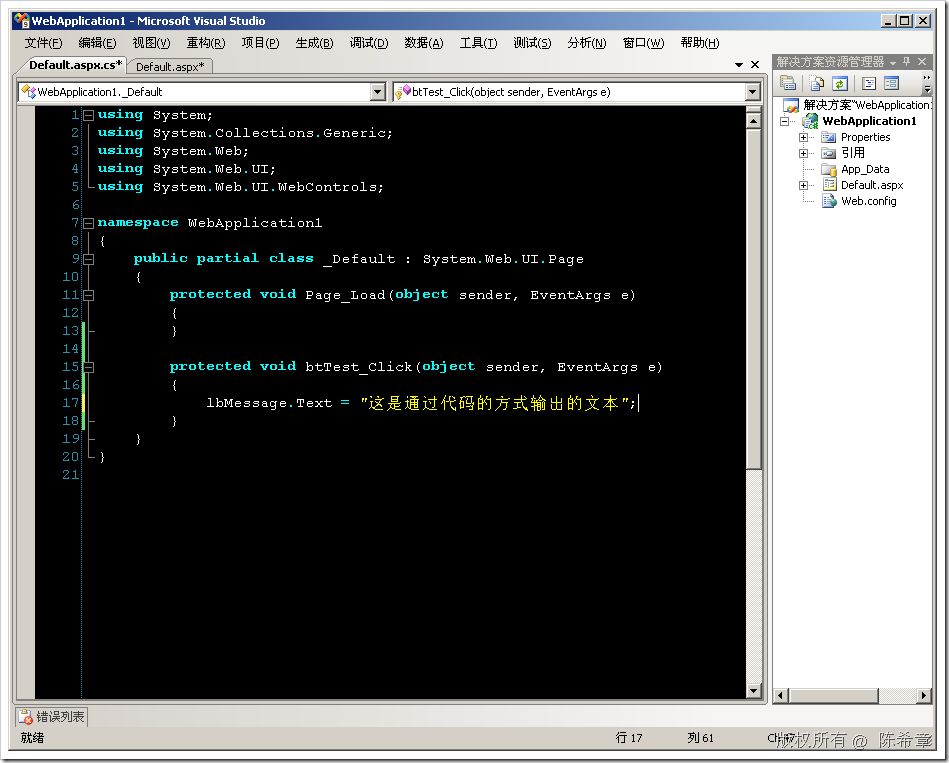 WebApplication1 - Microsoft Visual Studio
文件(F) 编辑(E) 视图(V) 重构(R) 项目(P) 生成(B) 调试(D) 数据(A) 工具(T) 测试(S) 分析(N) 窗口(W) 帮助(H)
Default.aspx.cs* Default.aspx*
WebApplication1._Default btTest_Click(object sender, EventArgs e)
1 using System;
2 using System.Collections.Generic;
3 using System.Web;
4 using System.Web.UI;
5 using System.Web.UI.WebControls;
6
7 namespace WebApplication1
8 {
9 public partial class _Default : System.Web.UI.Page
10 {
11 protected void Page_Load(object sender, EventArgs e)
12 {
13 }
14
15 protected void btTest_Click(object sender, EventArgs e)
16 {
17 lbMessage.Text = "这是通过代码的方式输出的文本";
18 }
19 }
20 }
21
解决方案资源管理器
解决方案"WebApplication
WebApplication1
Properties
引用
App_Data
Default.aspx
Web.config
错误列表
就绪 行 17 列 61
版权所有 @ 陈希章